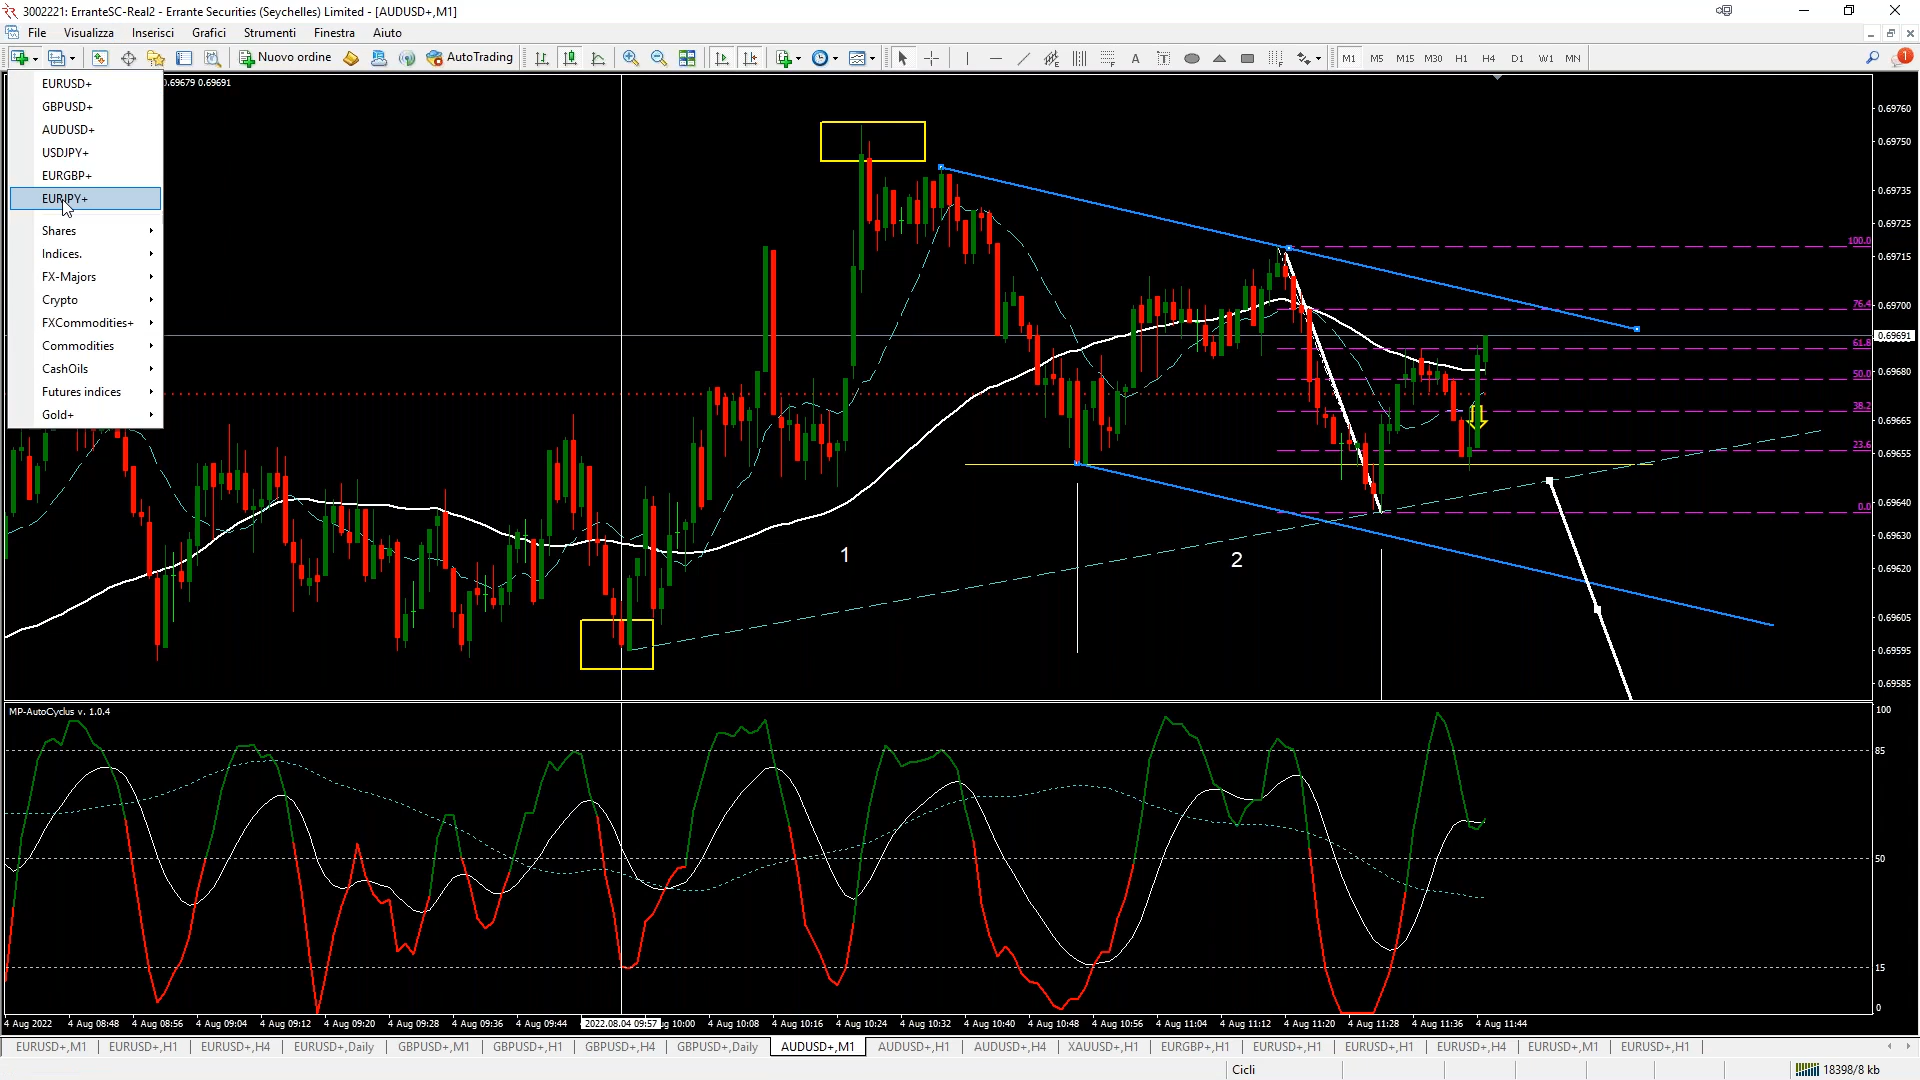 3002221: ErranteSC-Real2 - Errante Securities (Seychelles) Limited - [AUDUSD+,M1]
File Visualizza Inserisci Grafici Strumenti Finestra Aiuto
Nuovo ordine AutoTrading A T M1 M5 M15 M30 H1 H4 D1 W1 MN 1
EURUSD+
GBPUSD+
AUDUSD+
USDJPY+
EURGBP+
EURJPY+
Shares
Indices.
FX-Majors
Crypto
FXCommodities+
Commodities
CashOils
Futures indices
Gold+
0.69679 0.69691
0.69760
0.69750
0.69735
0.69725
0.69715
0.69700
0.69691
0.69680
0.69665
0.69655
0.69640
0.69630
0.69620
0.69605
0.69595
0.69585
100.0
76.4
61.8
50.0
38.2
23.6
0.0
1
2
MP-AutoCyclus v. 1.0.4
100
85
50
15
0
4 Aug 2022 4 Aug 08:48 4 Aug 08:56 4 Aug 09:04 4 Aug 09:12 4 Aug 09:20 4 Aug 09:28 4 Aug 09:36 4 Aug 09:44 2022.08.04 09:57 ug 10:00 4 Aug 10:08 4 Aug 10:16 4 Aug 10:24 4 Aug 10:32 4 Aug 10:40 4 Aug 10:48 4 Aug 10:56 4 Aug 11:04 4 Aug 11:12 4 Aug 11:20 4 Aug 11:28 4 Aug 11:36 4 Aug 11:44
EURUSD+,M1 EURUSD+,H1 EURUSD+,H4 EURUSD+,Daily GBPUSD+,M1 GBPUSD+,H1 GBPUSD+,H4 GBPUSD+,Daily AUDUSD+,M1 AUDUSD+,H1 AUDUSD+,H4 XAUUSD+,H1 EURGBP+,H1 EURUSD+,H1 EURUSD+,H1 EURUSD+,H4 EURUSD+,M1 EURUSD+,H1
Cicli 18398/8 kb